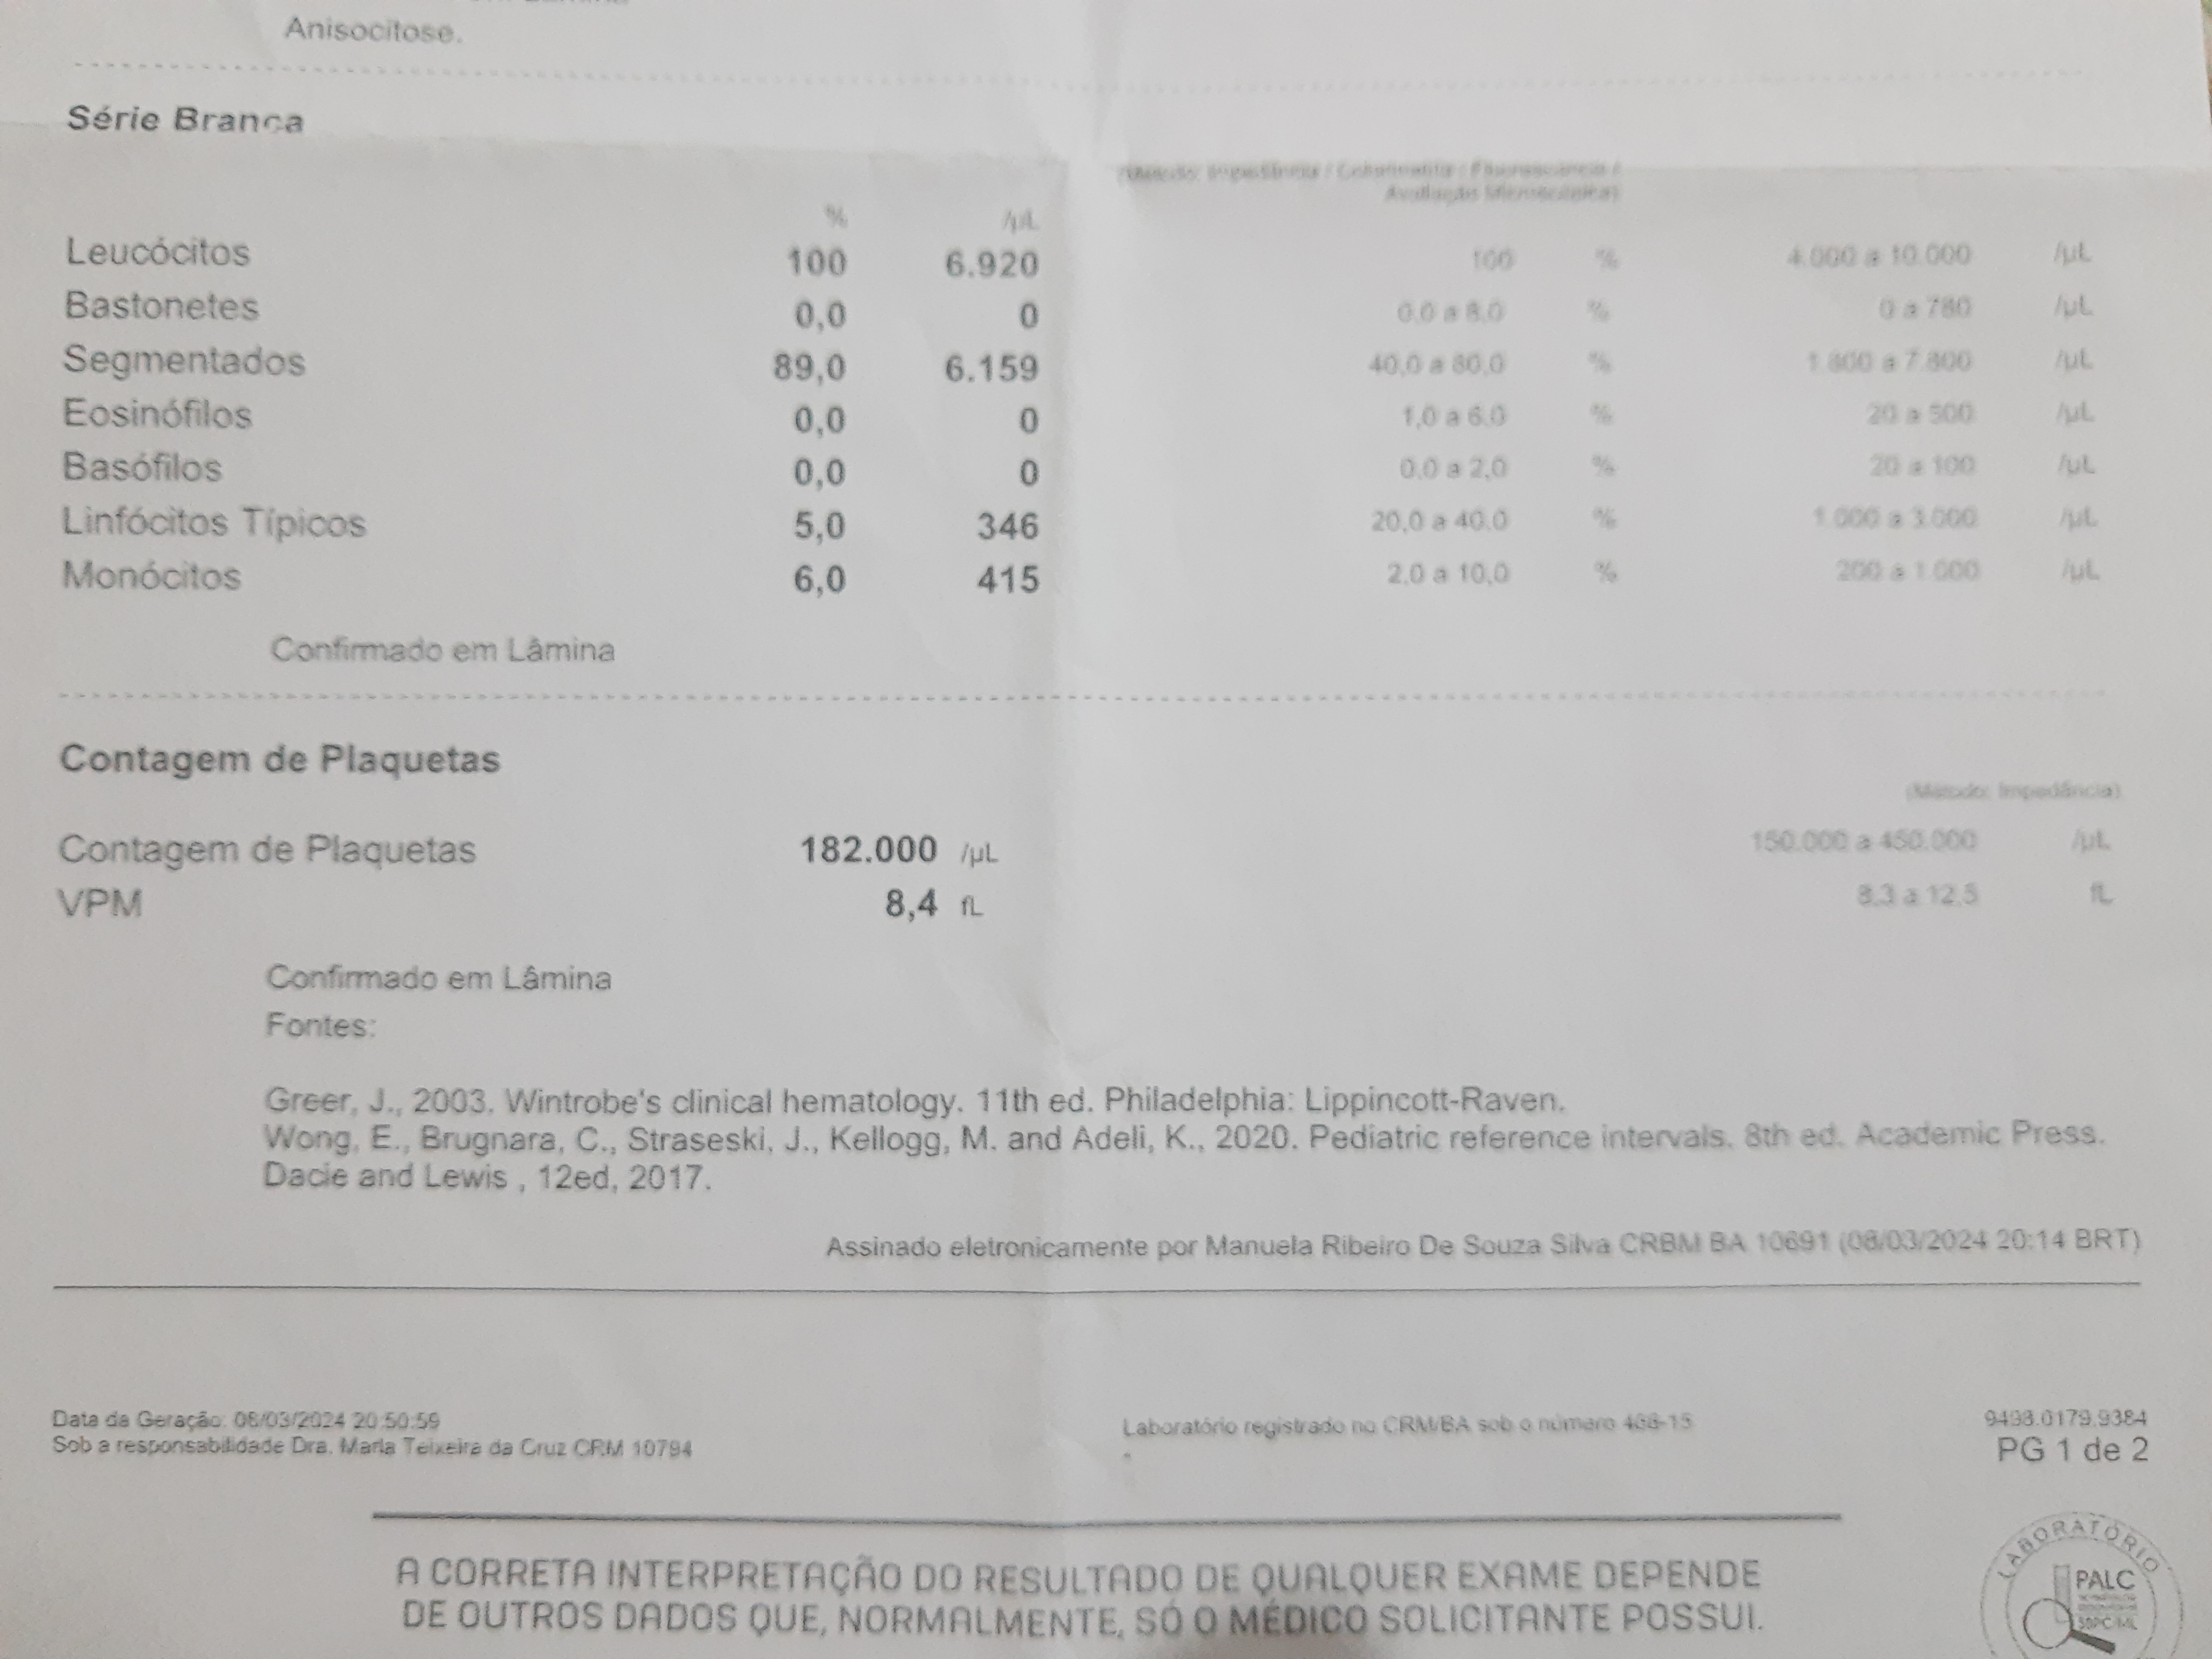 Anisocitose.
Série Branca
(Método: Impedância / Colorimetria / Fluorescência /
Avaliação Microscópica)
% /µL
Leucócitos 100 6.920 100 % 4.000 a 10.000 /µL
Bastonetes 0,0 0 0,0 a 8,0 % 0 a 780 /µL
Segmentados 89,0 6.159 40,0 a 80,0 % 1.800 a 7.800 /µL
Eosinófilos 0,0 0 1,0 a 6,0 % 20 a 500 /µL
Basófilos 0,0 0 0,0 a 2,0 % 20 a 100 /µL
Linfócitos Típicos 5,0 346 20,0 a 40,0 % 1.000 a 3.000 /µL
Monócitos 6,0 415 2,0 a 10,0 % 200 a 1.000 /µL
Confirmado em Lâmina
Contagem de Plaquetas
(Método: Impedância)
Contagem de Plaquetas 182.000 /µL 150.000 a 450.000 /µL
VPM 8,4 fL 8,3 a 12,5 fL
Confirmado em Lâmina
Fontes:
Greer, J., 2003. Wintrobe's clinical hematology. 11th ed. Philadelphia: Lippincott-Raven.
Wong, E., Brugnara, C., Straseski, J., Kellogg, M. and Adeli, K., 2020. Pediatric reference intervals. 8th ed. Academic Press.
Dacie and Lewis , 12ed, 2017.
Assinado eletronicamente por Manuela Ribeiro De Souza Silva CRBM BA 10691 (08/03/2024 20:14 BRT)
Data da Geração: 08/03/2024 20:50:59
Sob a responsabilidade Dra. Maria Teixeira da Cruz CRM 10794
Laboratório registrado no CRM/BA sob o número 468-15
9493.0179.9384
PG 1 de 2
A CORRETA INTERPRETAÇÃO DO RESULTADO DE QUALQUER EXAME DEPENDE
DE OUTROS DADOS QUE, NORMALMENTE, SÓ O MÉDICO SOLICITANTE POSSUI.
LABORATÓRIO
PALC
SBPC/ML